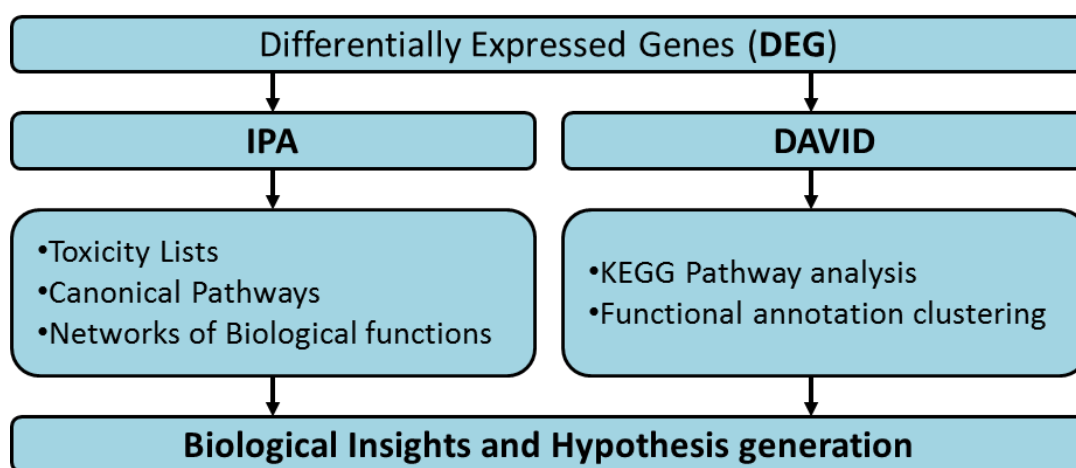 Differentially Expressed Genes (DEG)
IPA
DAVID
•Toxicity Lists
•Canonical Pathways
•Networks of Biological functions
•KEGG Pathway analysis
•Functional annotation clustering
Biological Insights and Hypothesis generation